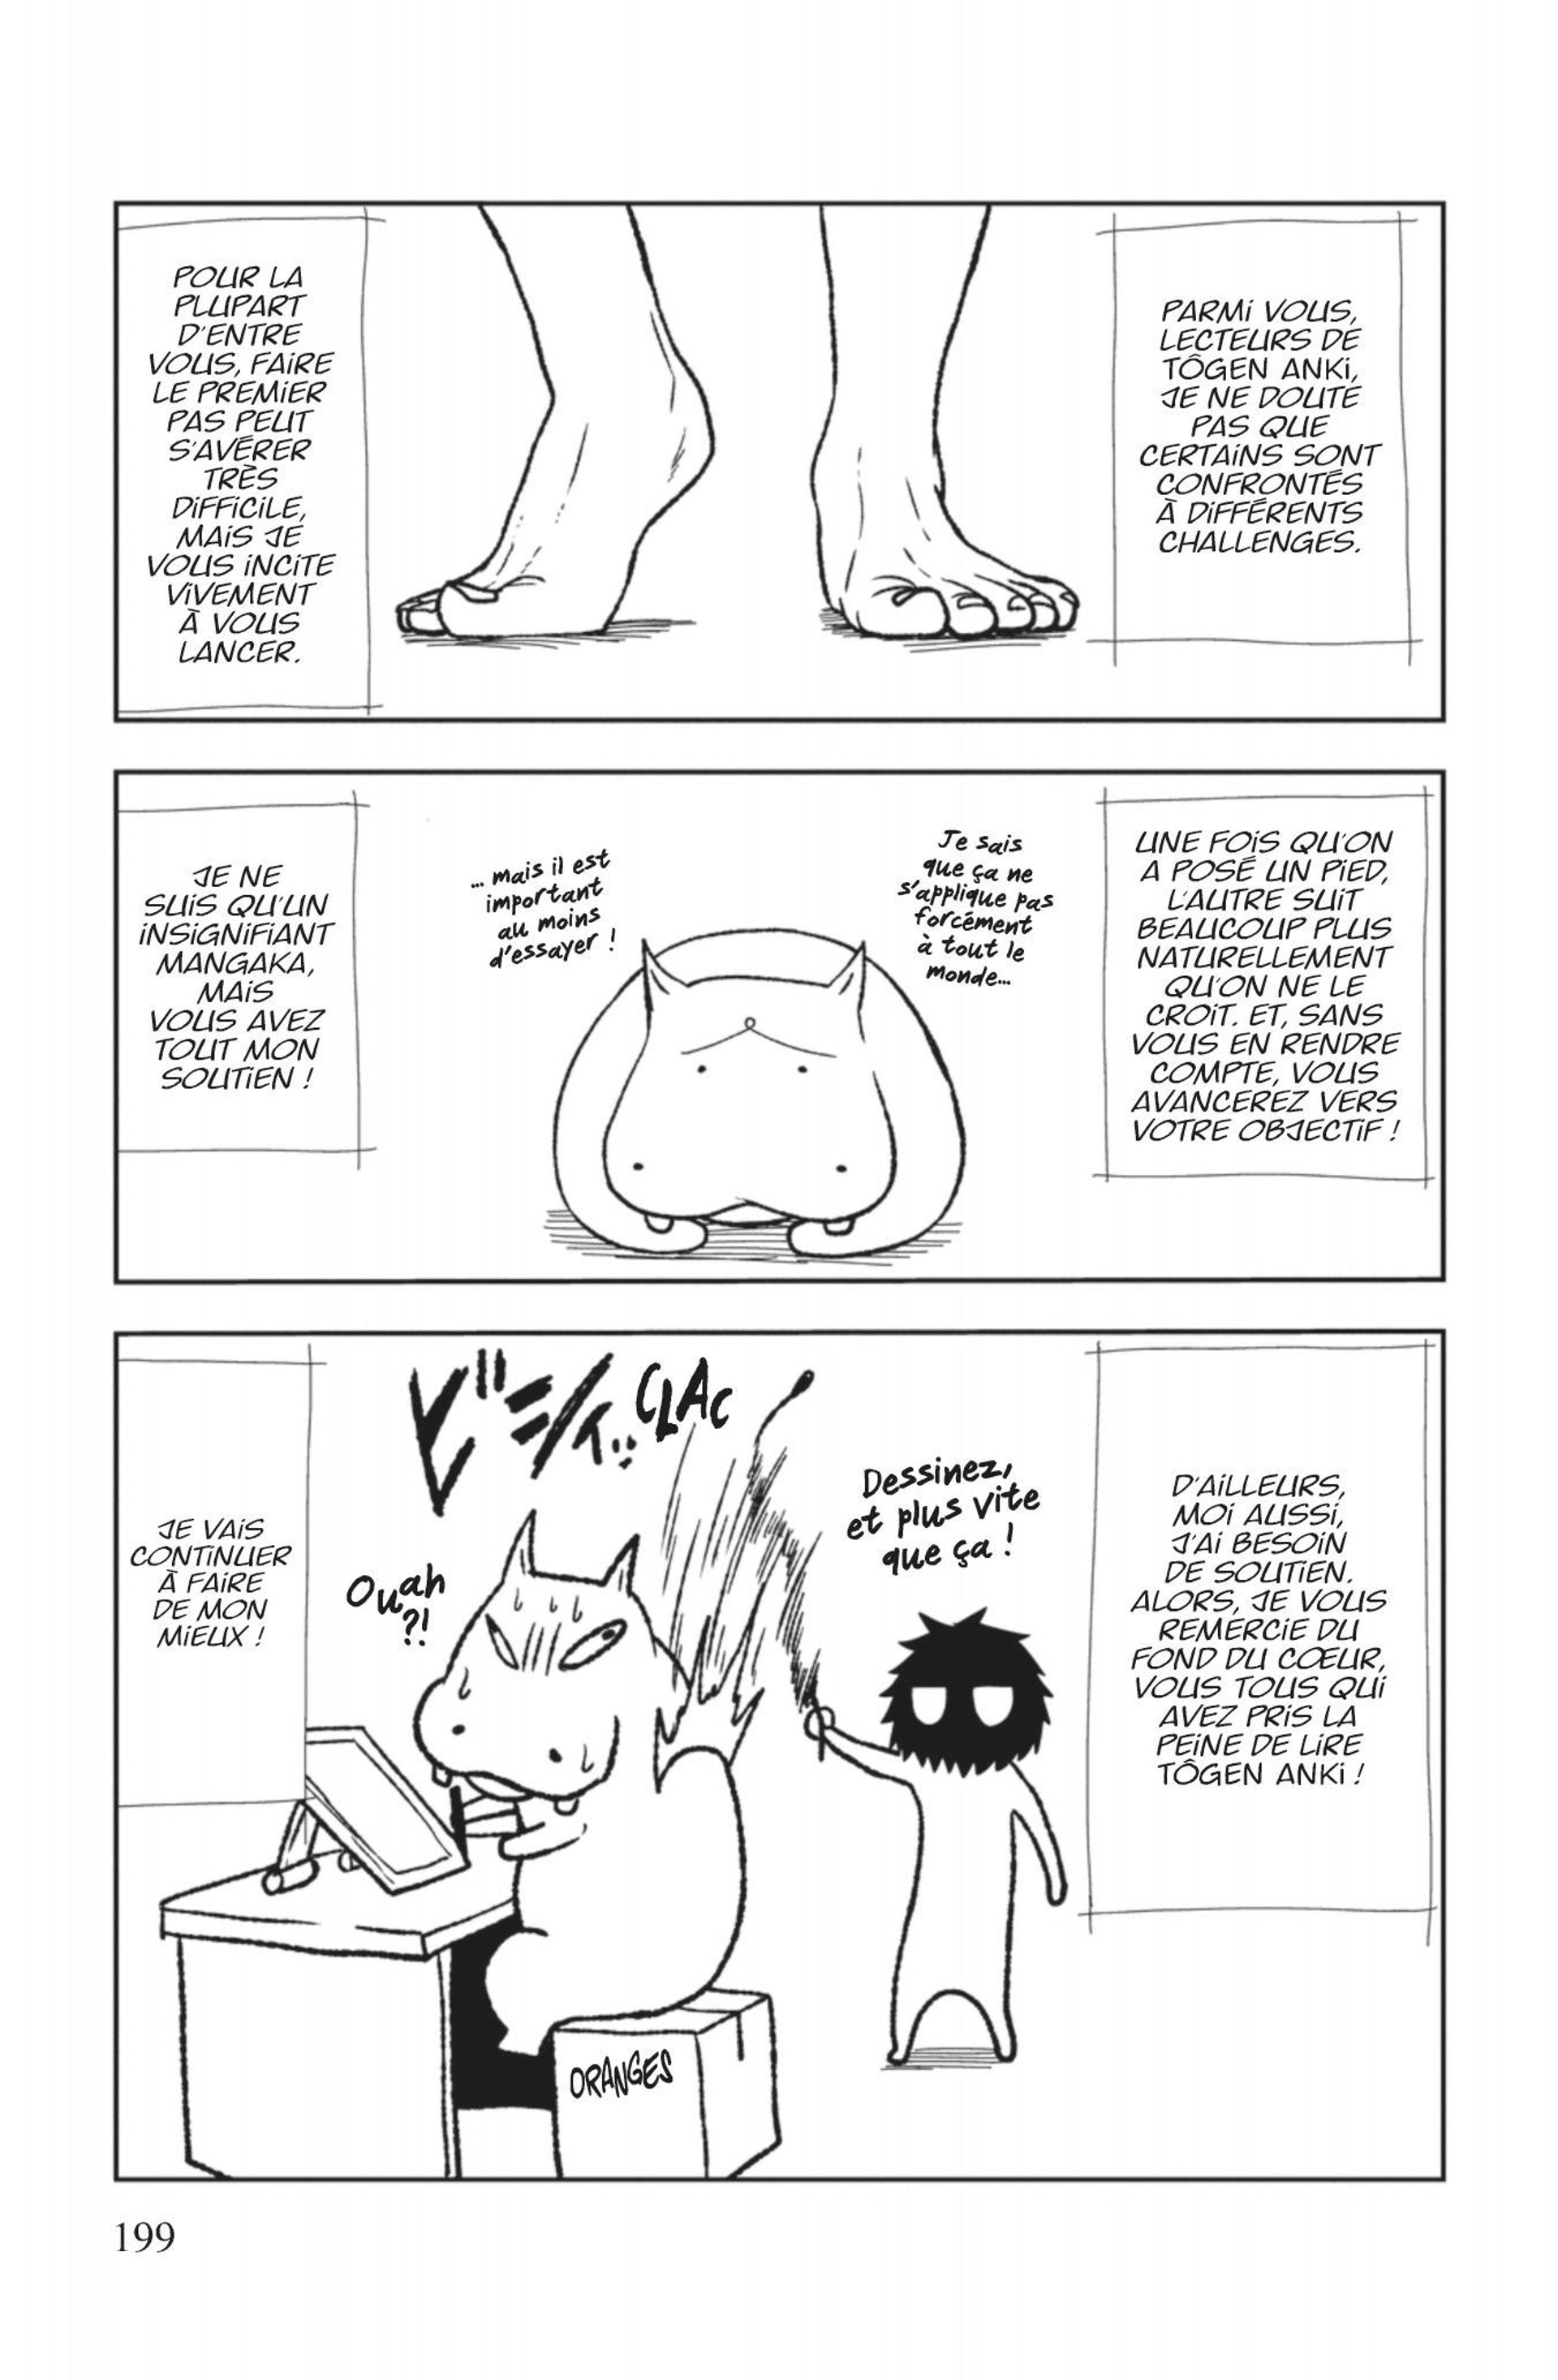 PARMI VOUS,
LECTEURS DE
TÔGEN ANKI,
JE NE DOUTE
PAS QUE
CERTAINS SONT
CONFRONTÉS
À DIFFÉRENTS
CHALLENGES.
POUR LA
PLUPART
D'ENTRE
VOUS, FAIRE
LE PREMIER
PAS PEUT
S'AVÉRER
TRÈS
DIFFICILE,
MAIS JE
VOUS INCITE
VIVEMENT
À VOUS
LANCER.
UNE FOIS QU'ON
A POSÉ UN PIED,
L'AUTRE SUIT
BEAUCOUP PLUS
NATURELLEMENT
QU'ON NE LE
CROIT. ET, SANS
VOUS EN RENDRE
COMPTE, VOUS
AVANCEREZ VERS
VOTRE OBJECTIF !
Je sais
que ça ne
s'applique pas
forcément
à tout le
monde...
... mais il est
important
au moins
d'essayer !
JE NE
SUIS QU'UN
INSIGNIFIANT
MANGAKA,
MAIS
VOUS AVEZ
TOUT MON
SOUTIEN !
D'AILLEURS,
MOI AUSSI,
J'AI BESOIN
DE SOUTIEN.
ALORS, JE VOUS
REMERCIE DU
FOND DU CŒUR,
VOUS TOUS QUI
AVEZ PRIS LA
PEINE DE LIRE
TÔGEN ANKI !
Dessinez,
et plus vite
que ça !
CLAC
ビシィ..
Ouah
?!
JE VAIS
CONTINUER
À FAIRE
DE MON
MIEUX !
ORANGES
199